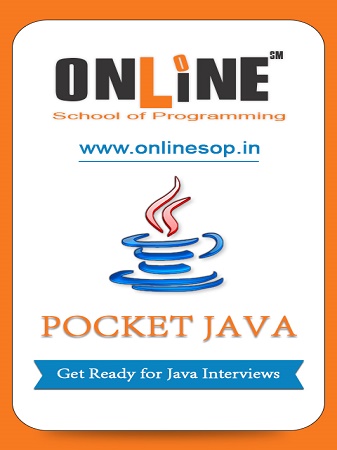 ONLINE SM
School of Programming
www.onlinesop.in
POCKET JAVA
Get Ready for Java Interviews